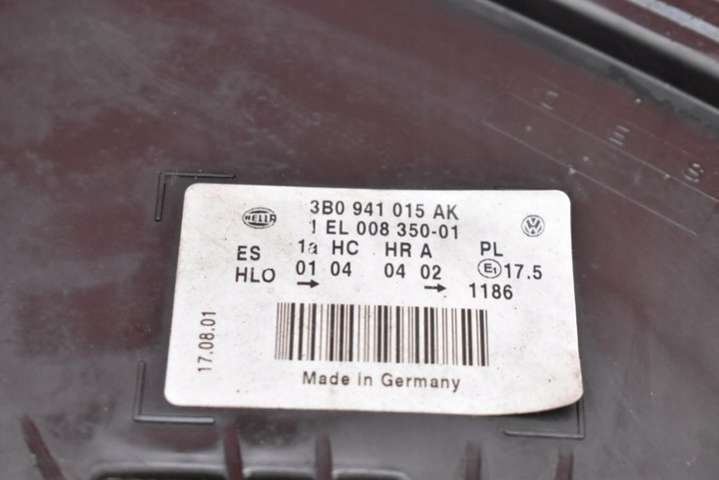 HELLA
3B0 941 015 AK
1 EL 008 350-01
ES 1a HC HR A PL
HLO 01 04 04 02 E1 17.5
→ → 1186
17.08.01
Made in Germany